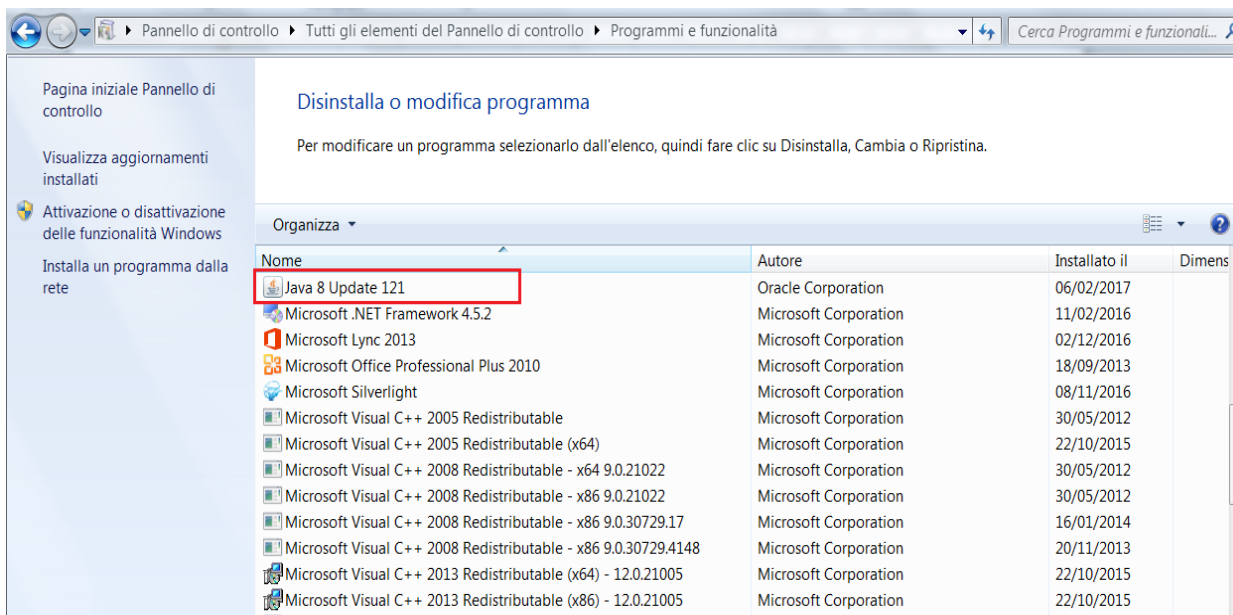 Pannello di controllo Tutti gli elementi del Pannello di controllo Programmi e funzionalità Cerca Programmi e funzionali...
Pagina iniziale Pannello di
controllo
Visualizza aggiornamenti
installati
Attivazione o disattivazione
delle funzionalità Windows
Installa un programma dalla
rete
Disinstalla o modifica programma
Per modificare un programma selezionarlo dall'elenco, quindi fare clic su Disinstalla, Cambia o Ripristina.
Organizza
Nome Autore Installato il Dimens
Java 8 Update 121 Oracle Corporation 06/02/2017
Microsoft .NET Framework 4.5.2 Microsoft Corporation 11/02/2016
Microsoft Lync 2013 Microsoft Corporation 02/12/2016
Microsoft Office Professional Plus 2010 Microsoft Corporation 18/09/2013
Microsoft Silverlight Microsoft Corporation 08/11/2016
Microsoft Visual C++ 2005 Redistributable Microsoft Corporation 30/05/2012
Microsoft Visual C++ 2005 Redistributable (x64) Microsoft Corporation 22/10/2015
Microsoft Visual C++ 2008 Redistributable - x64 9.0.21022 Microsoft Corporation 30/05/2012
Microsoft Visual C++ 2008 Redistributable - x86 9.0.21022 Microsoft Corporation 30/05/2012
Microsoft Visual C++ 2008 Redistributable - x86 9.0.30729.17 Microsoft Corporation 16/01/2014
Microsoft Visual C++ 2008 Redistributable - x86 9.0.30729.4148 Microsoft Corporation 20/11/2013
Microsoft Visual C++ 2013 Redistributable (x64) - 12.0.21005 Microsoft Corporation 22/10/2015
Microsoft Visual C++ 2013 Redistributable (x86) - 12.0.21005 Microsoft Corporation 22/10/2015